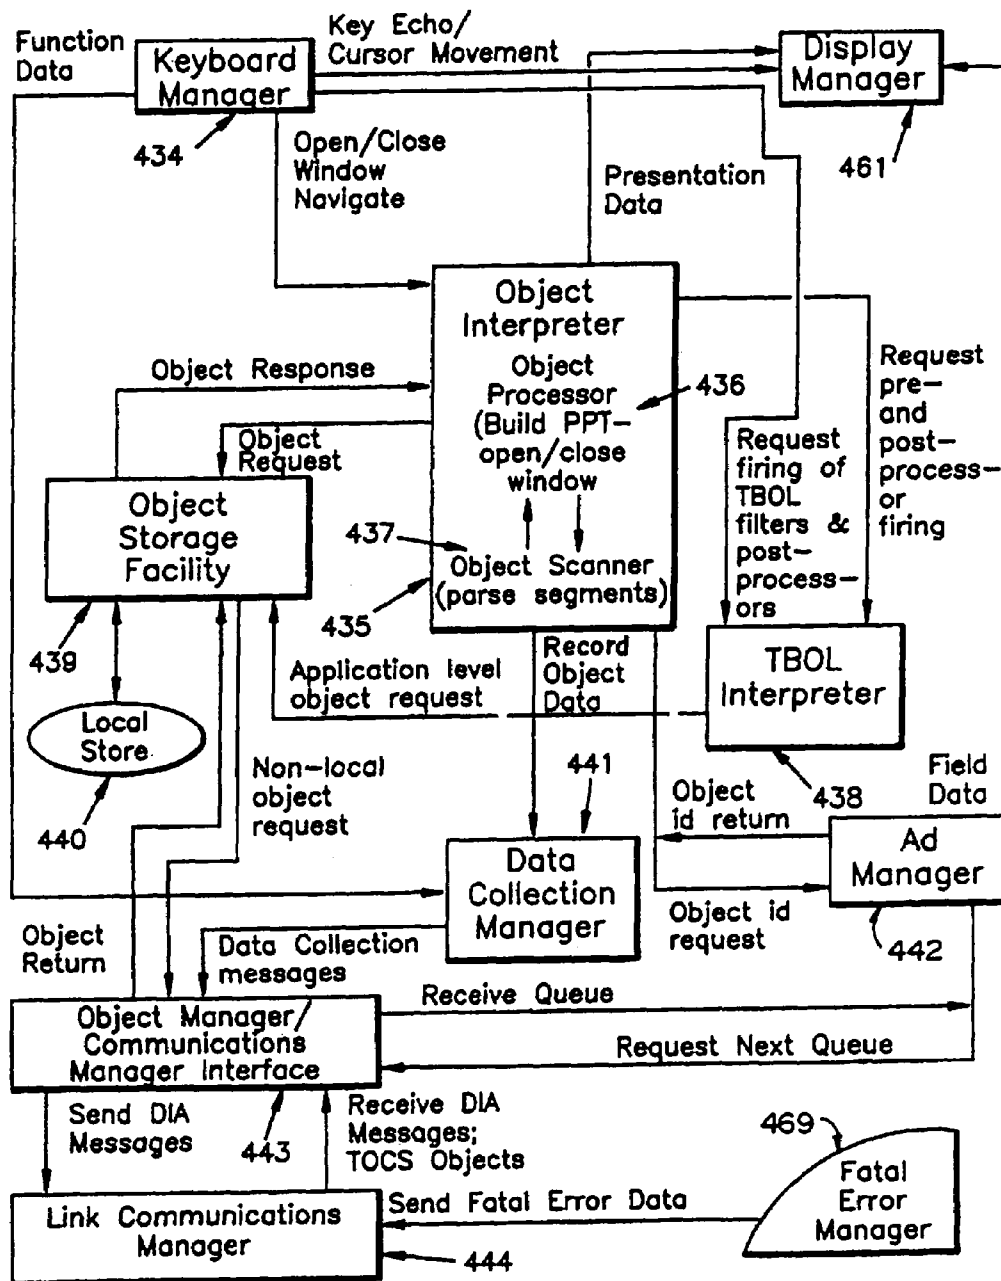 Function
Data
Keyboard
Manager
434
Key Echo/
Cursor Movement
Display
Manager
461
Open/Close
Window
Navigate
Presentation
Data
Object
Interpreter
Object
Processor
(Build PPT-
open/close
window
436
437
Object Scanner
(parse segments)
435
Object Response
Object
Request
Object
Storage
Facility
439
Local
Store
440
Request
firing of
TBOL
filters &
post-
process-
ors
Request
pre-
and
post-
process-
or
firing
TBOL
Interpreter
438
Application level
object request
Record
Object
Data
441
Non-local
object
request
Object
id return
Field
Data
Ad
Manager
442
Object id
request
Data
Collection
Manager
Object
Return
Data Collection
messages
Receive Queue
Request Next Queue
Object Manager/
Communications
Manager Interface
443
Send DIA
Messages
Receive DIA
Messages;
TOCS Objects
469
Fatal
Error
Manager
Send Fatal Error Data
Link Communications
Manager
444